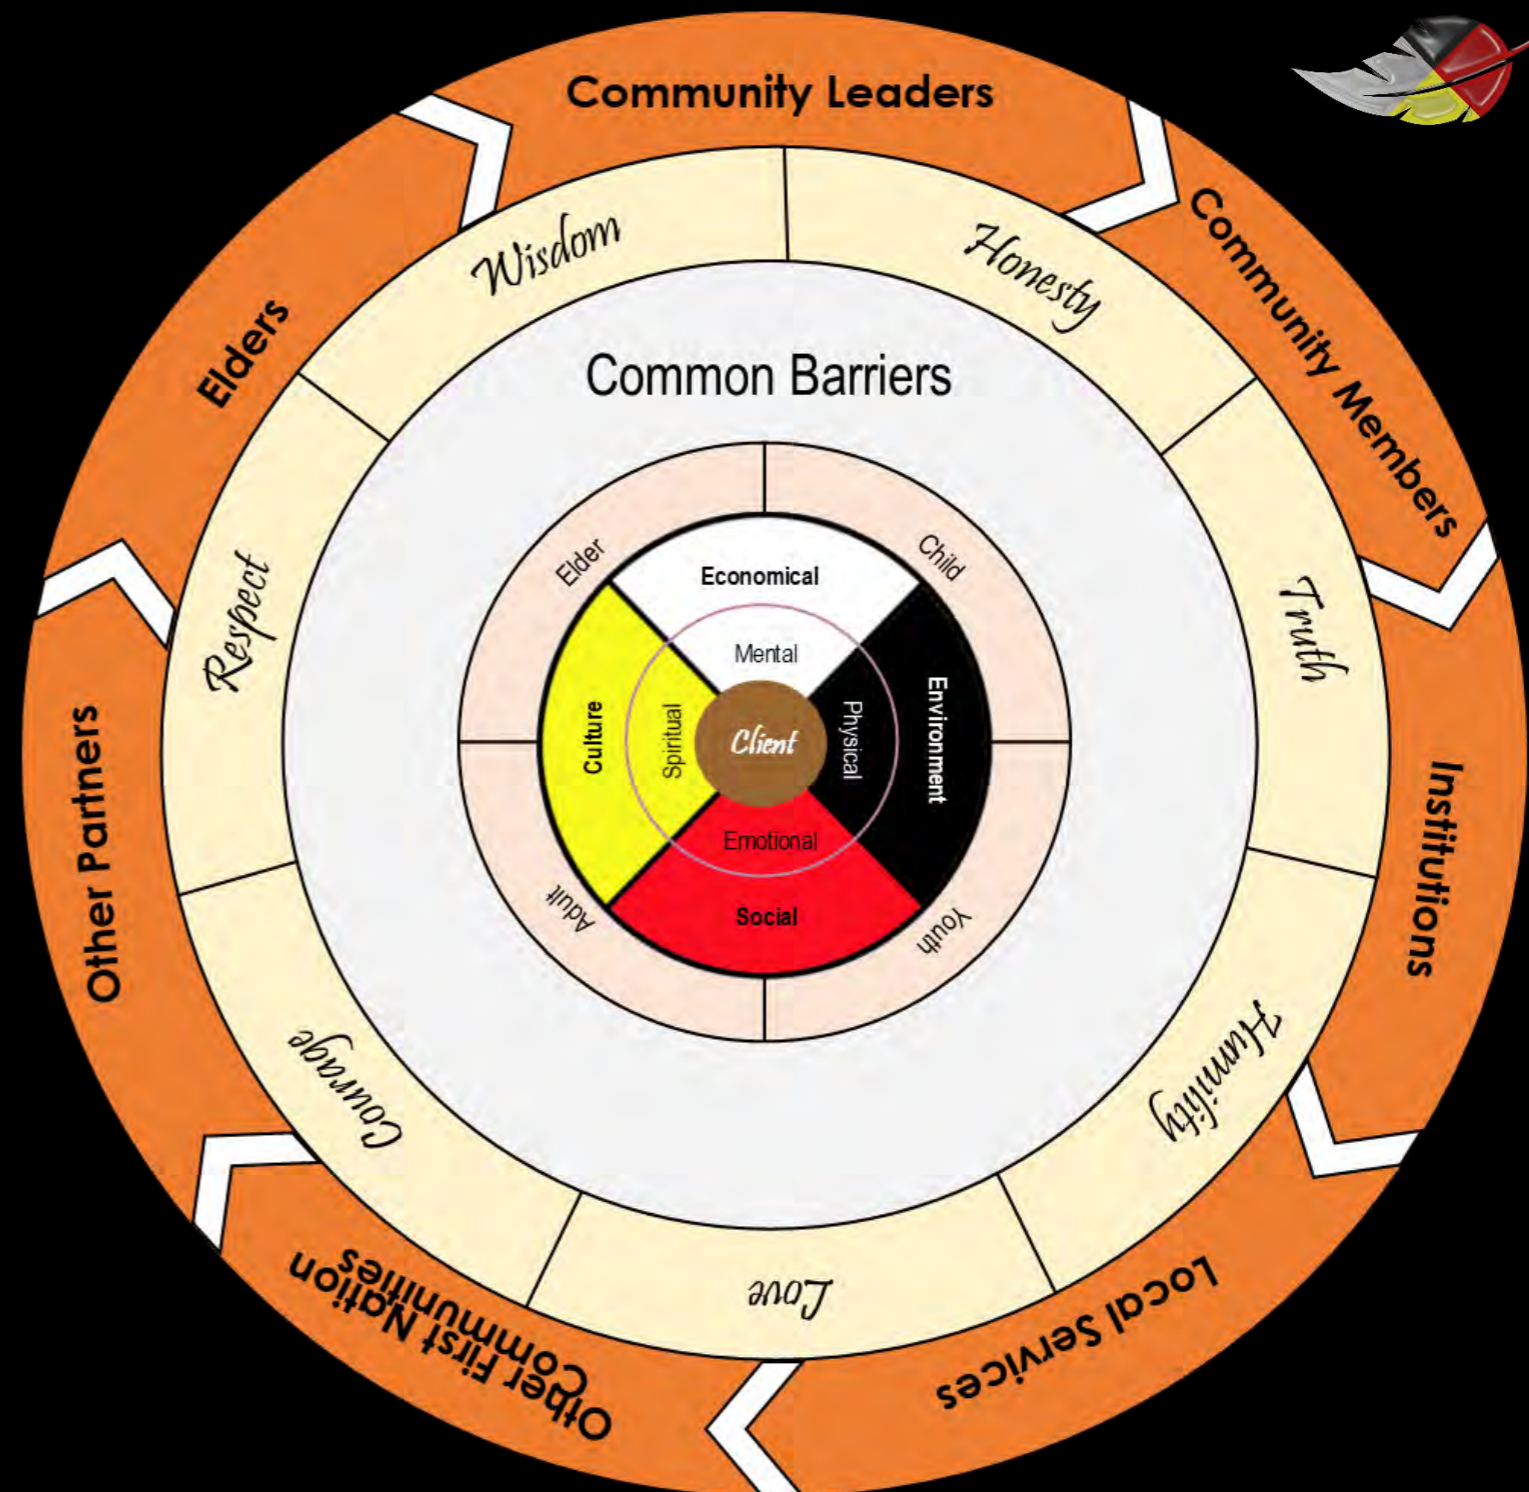 Community Leaders
Community Members
Institutions
Local Services
Other First Nation
Communities
Other Partners
Elders
Wisdom
Honesty
Truth
Humility
Love
Courage
Respect
Common Barriers
Elder
Child
Youth
Adult
Economical
Mental
Environment
Physical
Social
Emotional
Culture
Spiritual
Client